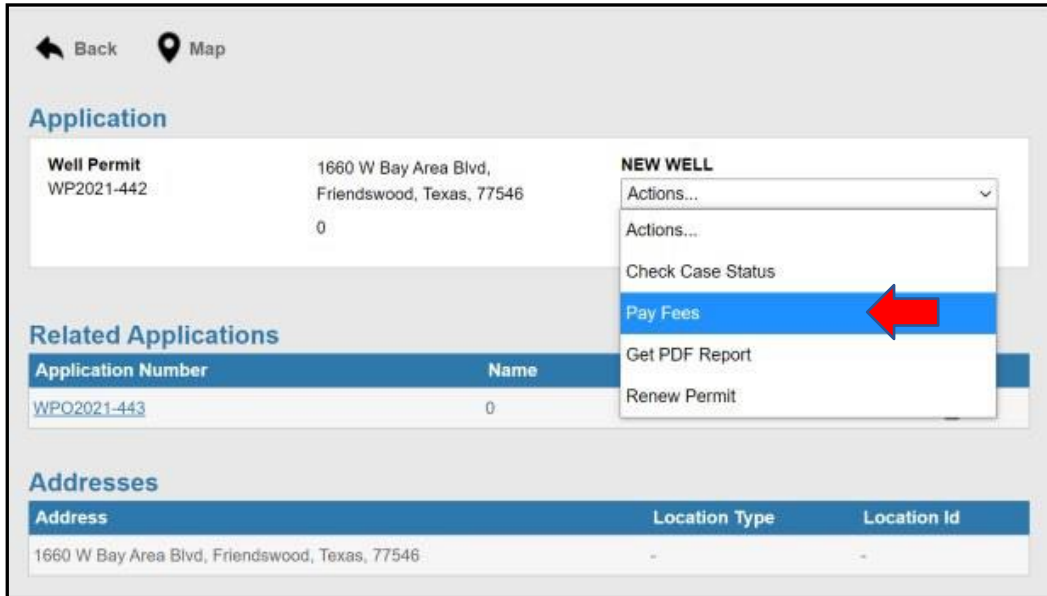 Back Map
Application
Well Permit
WP2021-442
1660 W Bay Area Blvd,
Friendswood, Texas, 77546
0
NEW WELL
Actions...
Actions...
Check Case Status
Pay Fees
Get PDF Report
Renew Permit
Related Applications
Application Number Name
WPO2021-443 0
Addresses
Address Location Type Location Id
1660 W Bay Area Blvd, Friendswood, Texas, 77546 - -